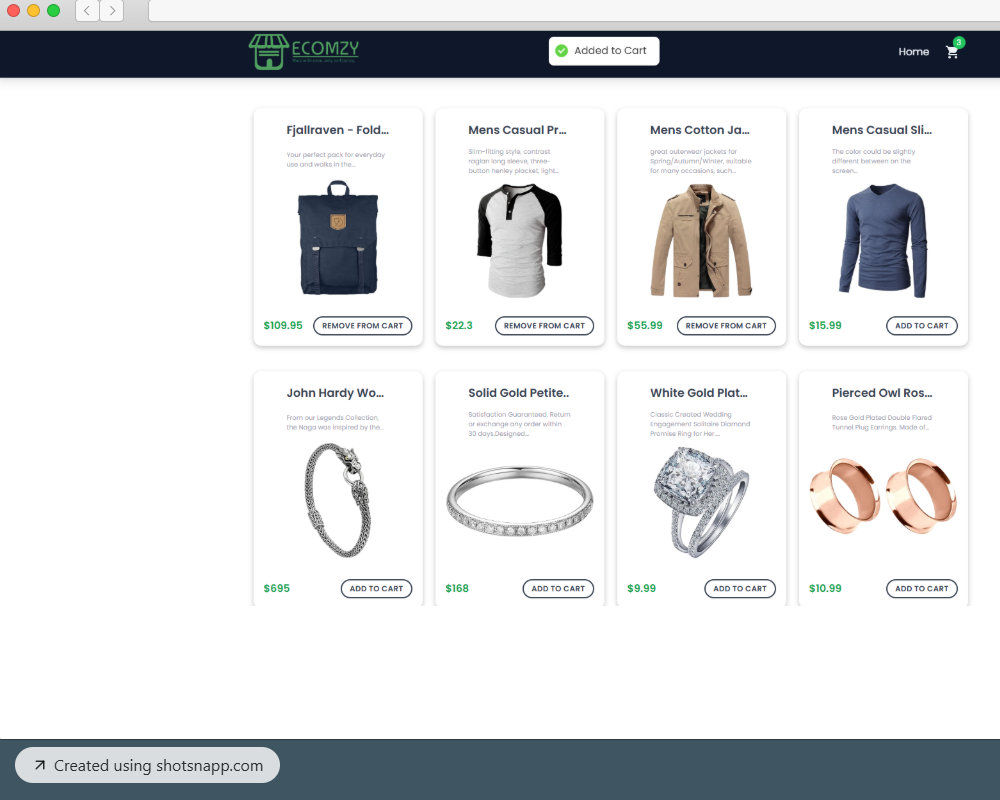 ECOMZY
Added to Cart
Home
3
Fjallraven - Fold...
Your perfect pack for everyday
use and walks in the...
$109.95
REMOVE FROM CART
Mens Casual Pr...
Slim-fitting style, contrast
raglan long sleeve, three-
button henley placket, light...
$22.3
REMOVE FROM CART
Mens Cotton Ja...
great outerwear jackets for
Spring/Autumn/Winter, suitable
for many occasions, such...
$55.99
REMOVE FROM CART
Mens Casual Sli...
The color could be slightly
different between on the
screen...
$15.99
ADD TO CART
John Hardy Wo...
From our Legends Collection,
the Naga was inspired by the...
$695
ADD TO CART
Solid Gold Petite..
Satisfaction Guaranteed. Return
or exchange any order within
30 days.Designed...
$168
ADD TO CART
White Gold Plat...
Classic Created Wedding
Engagement Solitaire Diamond
Promise Ring for Her....
$9.99
ADD TO CART
Pierced Owl Ros...
Rose Gold Plated Double Flared
Tunnel Plug Earrings. Made of...
$10.99
ADD TO CART
Created using shotsnapp.com